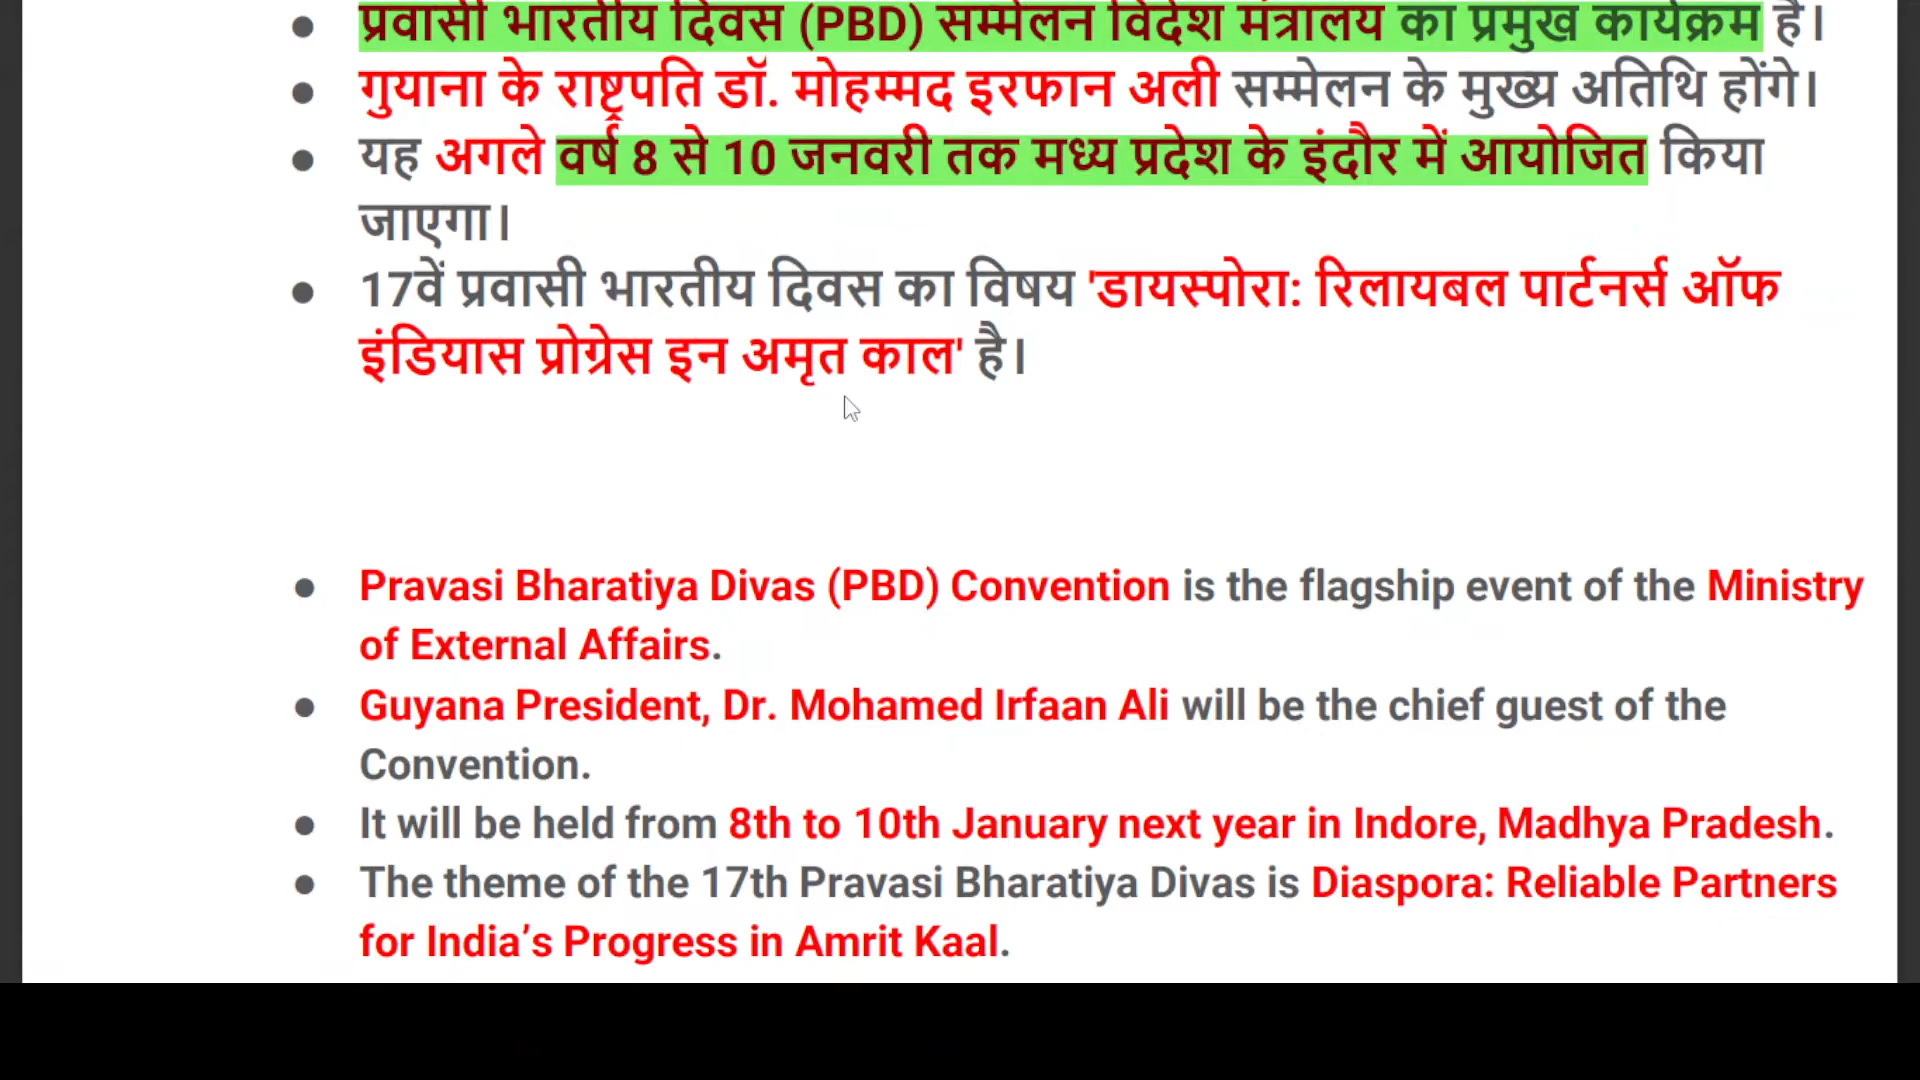 ● प्रवासी भारतीय दिवस (PBD) सम्मेलन विदेश मंत्रालय का प्रमुख कार्यक्रम है।
● गुयाना के राष्ट्रपति डॉ. मोहम्मद इरफान अली सम्मेलन के मुख्य अतिथि होंगे।
● यह अगले वर्ष 8 से 10 जनवरी तक मध्य प्रदेश के इंदौर में आयोजित किया
जाएगा।
● 17वें प्रवासी भारतीय दिवस का विषय 'डायस्पोरा: रिलायबल पार्टनर्स ऑफ
इंडियास प्रोग्रेस इन अमृत काल' है।
● Pravasi Bharatiya Divas (PBD) Convention is the flagship event of the Ministry
of External Affairs.
● Guyana President, Dr. Mohamed Irfaan Ali will be the chief guest of the
Convention.
● It will be held from 8th to 10th January next year in Indore, Madhya Pradesh.
● The theme of the 17th Pravasi Bharatiya Divas is Diaspora: Reliable Partners
for India’s Progress in Amrit Kaal.